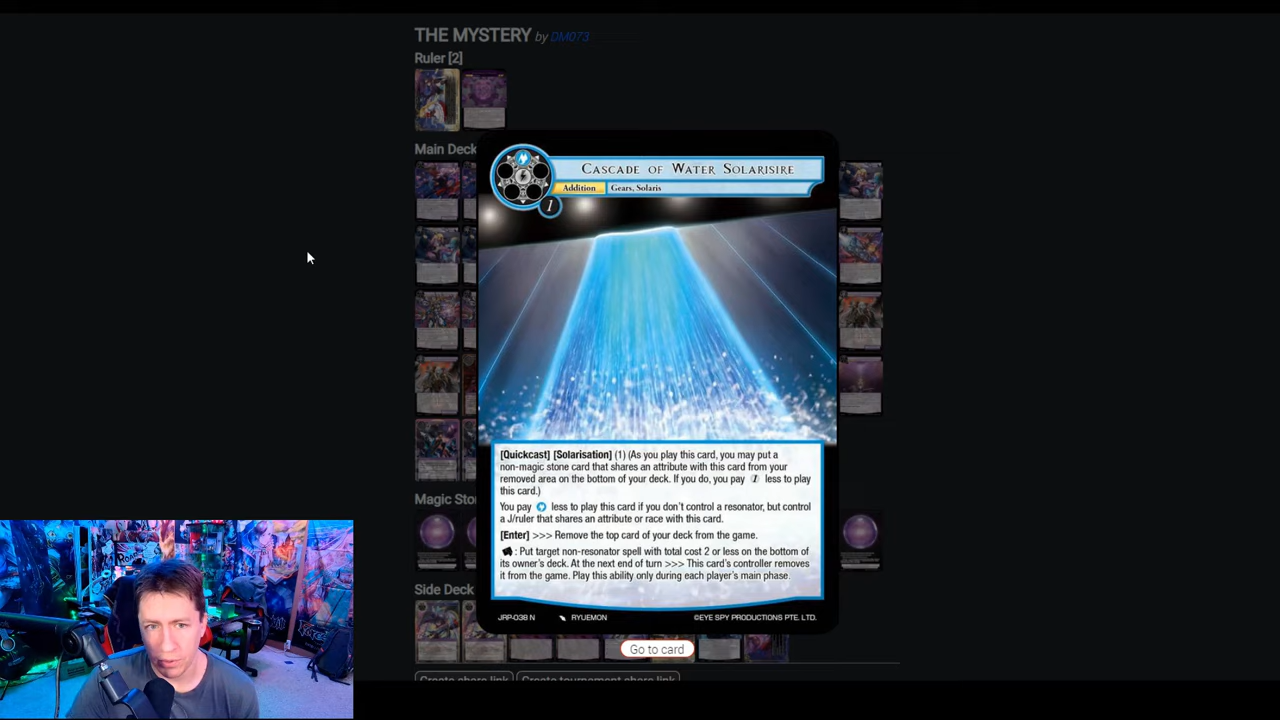 THE MYSTERY by DM073
Ruler [2]
Main Deck
CASCADE OF WATER SOLARISIRE
Addition Gears, Solaris
1
[Quickcast] [Solarisation] (1) (As you play this card, you may put a
non-magic stone card that shares an attribute with this card from your
removed area on the bottom of your deck. If you do, you pay 1 less to play
this card.)
You pay less to play this card if you don't control a resonator, but control
a J/ruler that shares an attribute or race with this card.
[Enter] >>> Remove the top card of your deck from the game.
: Put target non-resonator spell with total cost 2 or less on the bottom of
its owner's deck. At the next end of turn >>> This card's controller removes
it from the game. Play this ability only during each player's main phase.
JRP-038 N RYUEMON ©EYE SPY PRODUCTIONS PTE. LTD.
Magic Sto
Side Deck
Go to card
Create share link Create tournament share link